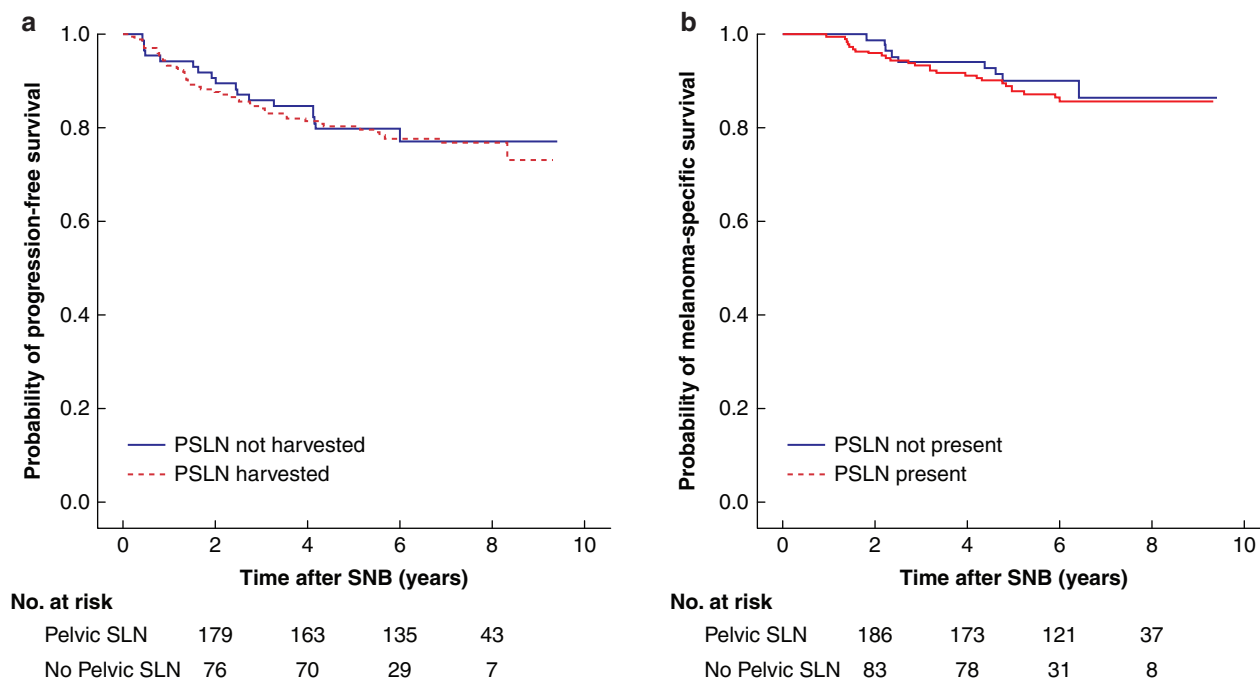 a
Probability of progression-free survival
1.0
0.8
0.6
0.4
0.2
0.0
PSLN not harvested
PSLN harvested
0 2 4 6 8 10
Time after SNB (years)
No. at risk
Pelvic SLN 179 163 135 43
No Pelvic SLN 76 70 29 7
b
Probability of melanoma-specific survival
1.0
0.8
0.6
0.4
0.2
0.0
PSLN not present
PSLN present
0 2 4 6 8 10
Time after SNB (years)
No. at risk
Pelvic SLN 186 173 121 37
No Pelvic SLN 83 78 31 8